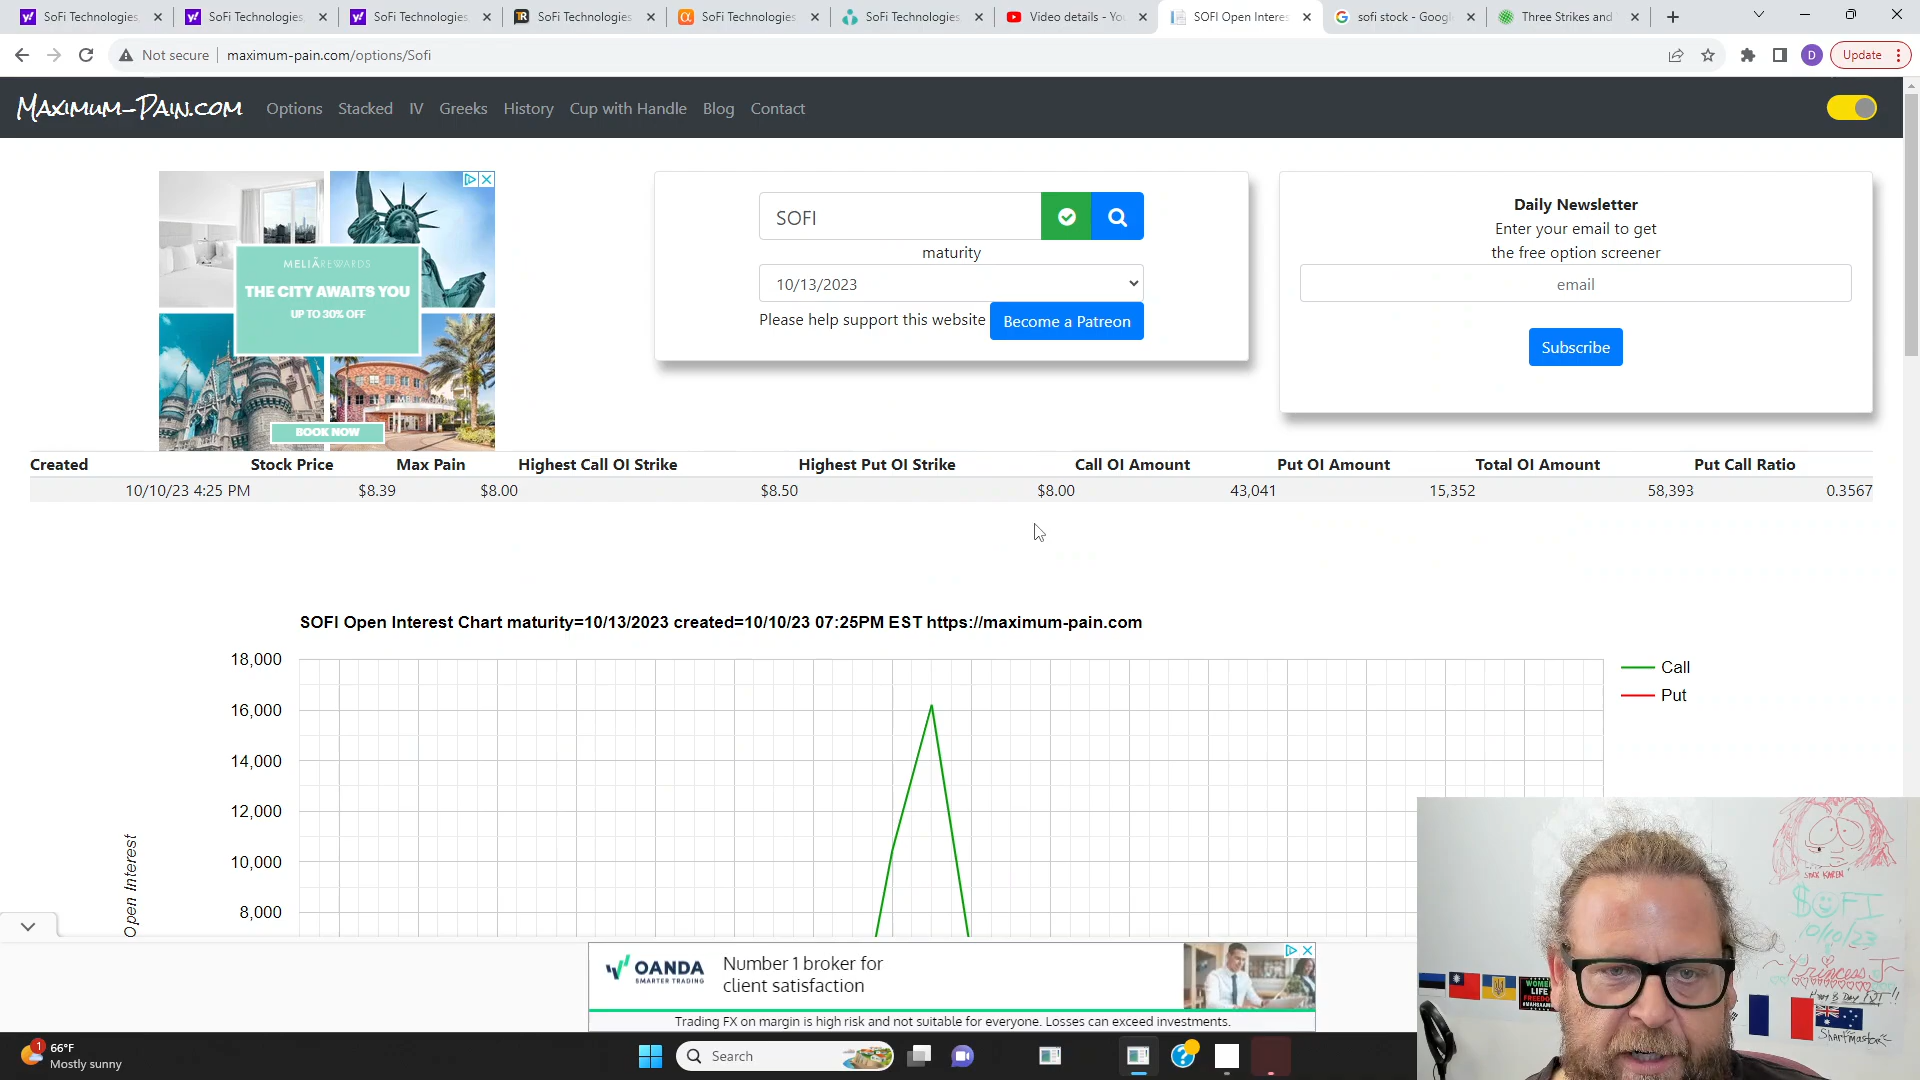 SoFi Technologies,
SoFi Technologies,
SoFi Technologies,
SoFi Technologies
SoFi Technologies
SoFi Technologies,
Video details - You
SOFI Open Interes
sofi stock - Googl
Three Strikes and
Not secure
maximum-pain.com/options/Sofi
D
Update
Maximum-Pain.com
Options Stacked IV Greeks History Cup with Handle Blog Contact
MELIÁREWARDS
THE CITY AWAITS YOU
UP TO 30% OFF
BOOK NOW
SOFI
maturity
10/13/2023
Please help support this website
Become a Patreon
Daily Newsletter
Enter your email to get
the free option screener
email
Subscribe
Created Stock Price Max Pain Highest Call OI Strike Highest Put OI Strike Call OI Amount Put OI Amount Total OI Amount Put Call Ratio
10/10/23 4:25 PM $8.39 $8.00 $8.50 $8.00 43,041 15,352 58,393 0.3567
SOFI Open Interest Chart maturity=10/13/2023 created=10/10/23 07:25PM EST https://maximum-pain.com
18,000
16,000
14,000
12,000
10,000
8,000
Open Interest
Call
Put
$OFI
10/10/23
Princess J
WOMEN
LIFE
FREEDOM
OANDA
SMARTER TRADING
Number 1 broker for
client satisfaction
Trading FX on margin is high risk and not suitable for everyone. Losses can exceed investments.
1
66°F
Mostly sunny
Search